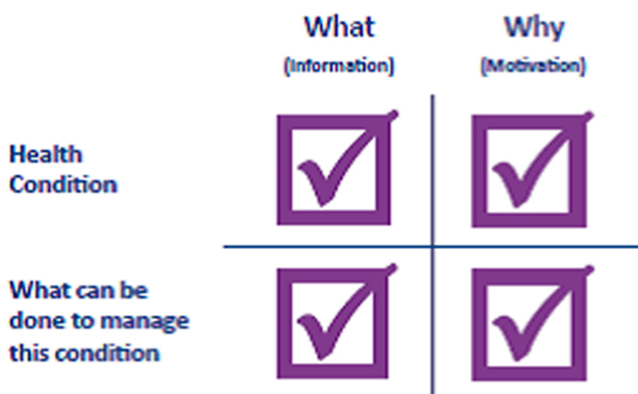 What
Why
(Information)
(Motivation)
Health
Condition
What can be
done to manage
this condition